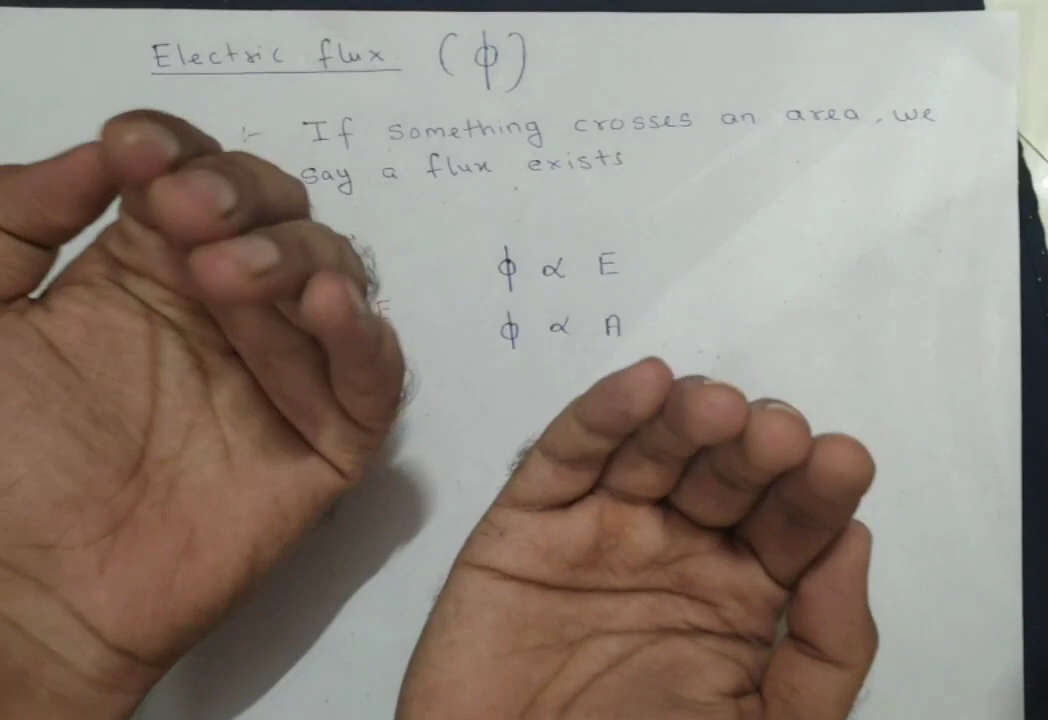 Electric flux (ϕ)
:- If something crosses an area, we
say a flux exists
ϕ ∝ E
E
ϕ ∝ A